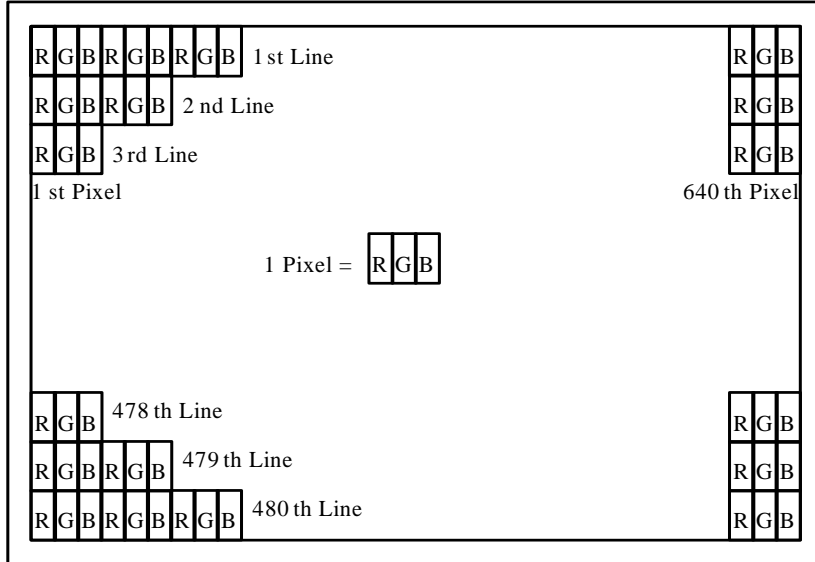 R G B R G B R G B 1 st Line R G B
R G B R G B 2 nd Line R G B
R G B 3 rd Line R G B
1 st Pixel 640 th Pixel
1 Pixel = R G B
R G B 478 th Line R G B
R G B R G B 479 th Line R G B
R G B R G B R G B 480 th Line R G B